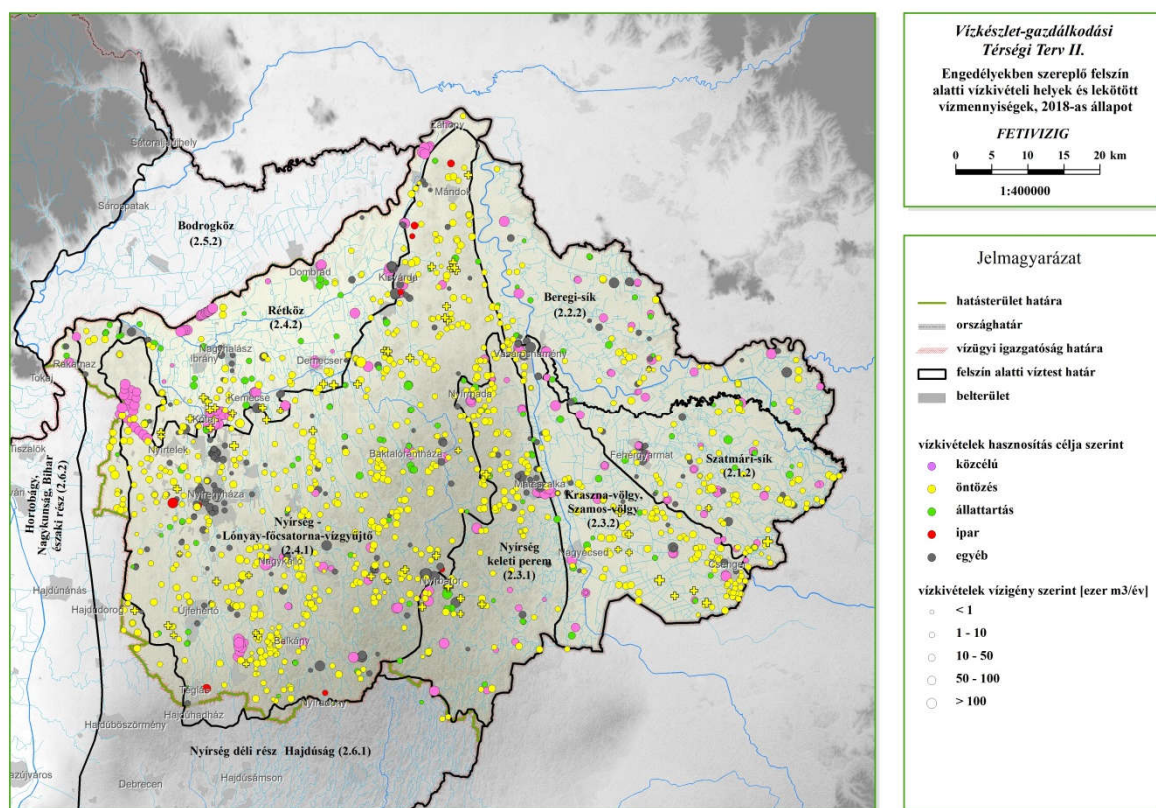 Vízkészlet-gazdálkodási
Térségi Terv II.
Engedélyekben szereplő felszín
alatti vízkivételi helyek és lekötött
vízmennyiségek, 2018-as állapot
FETIVIZIG
0 5 10 15 20 km
1:400000
Jelmagyarázat
hatásterület határa
országhatár
vízügyi igazgatóság határa
felszín alatti víztest határ
belterület
vízkivételek hasznosítás célja szerint
közcélú
öntözés
állattartás
ipar
egyéb
vízkivételek vízigény szerint [ezer m3/év]
< 1
1 - 10
10 - 50
50 - 100
> 100
Záhony
Sátoraljaújhely
Mándok
Sárospatak
Bodrogköz
(2.5.2)
Dombrád
Kisvárda
Beregi-sík
(2.2.2)
Rétköz
(2.4.2)
Vásárosnamény
Nagyhalász
Ibrány
Demecser
Rakamaz
Tokaj
Kemecse
Nyírmada
Kótaj
Tiszalök
Nyírtelek
Baktalórántháza
Fehérgyarmat
Szatmári-sík
(2.1.2)
Mátészalka
Nyíregyháza
Kraszna-völgy,
Szamos-völgy
(2.3.2)
Hortobágy,
Nagykunság, Bihar
északi rész (2.6.2)
Nyírség -
Lónyay-főcsatorna-vízgyűjtő
(2.4.1)
Nyírség
keleti perem
(2.3.1)
Nagyecsed
Nagykálló
Csenger
Nyírbátor
Hajdúnánás
Hajdúdorog
Újfehértó
Balkány
Téglás
Nyíradony
Hajdúhadház
Hajdúböszörmény
Nyírség déli rész Hajdúság (2.6.1)
Debrecen
Hajdúsámson